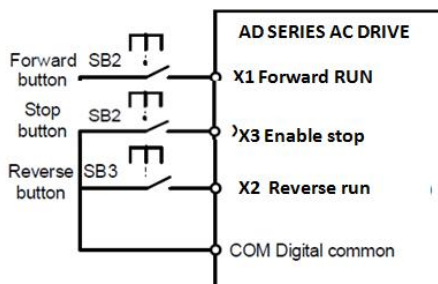 AD SERIES AC DRIVE
Forward button
SB2
X1 Forward RUN
Stop button
SB2
X3 Enable stop
Reverse button
SB3
X2 Reverse run
COM Digital common